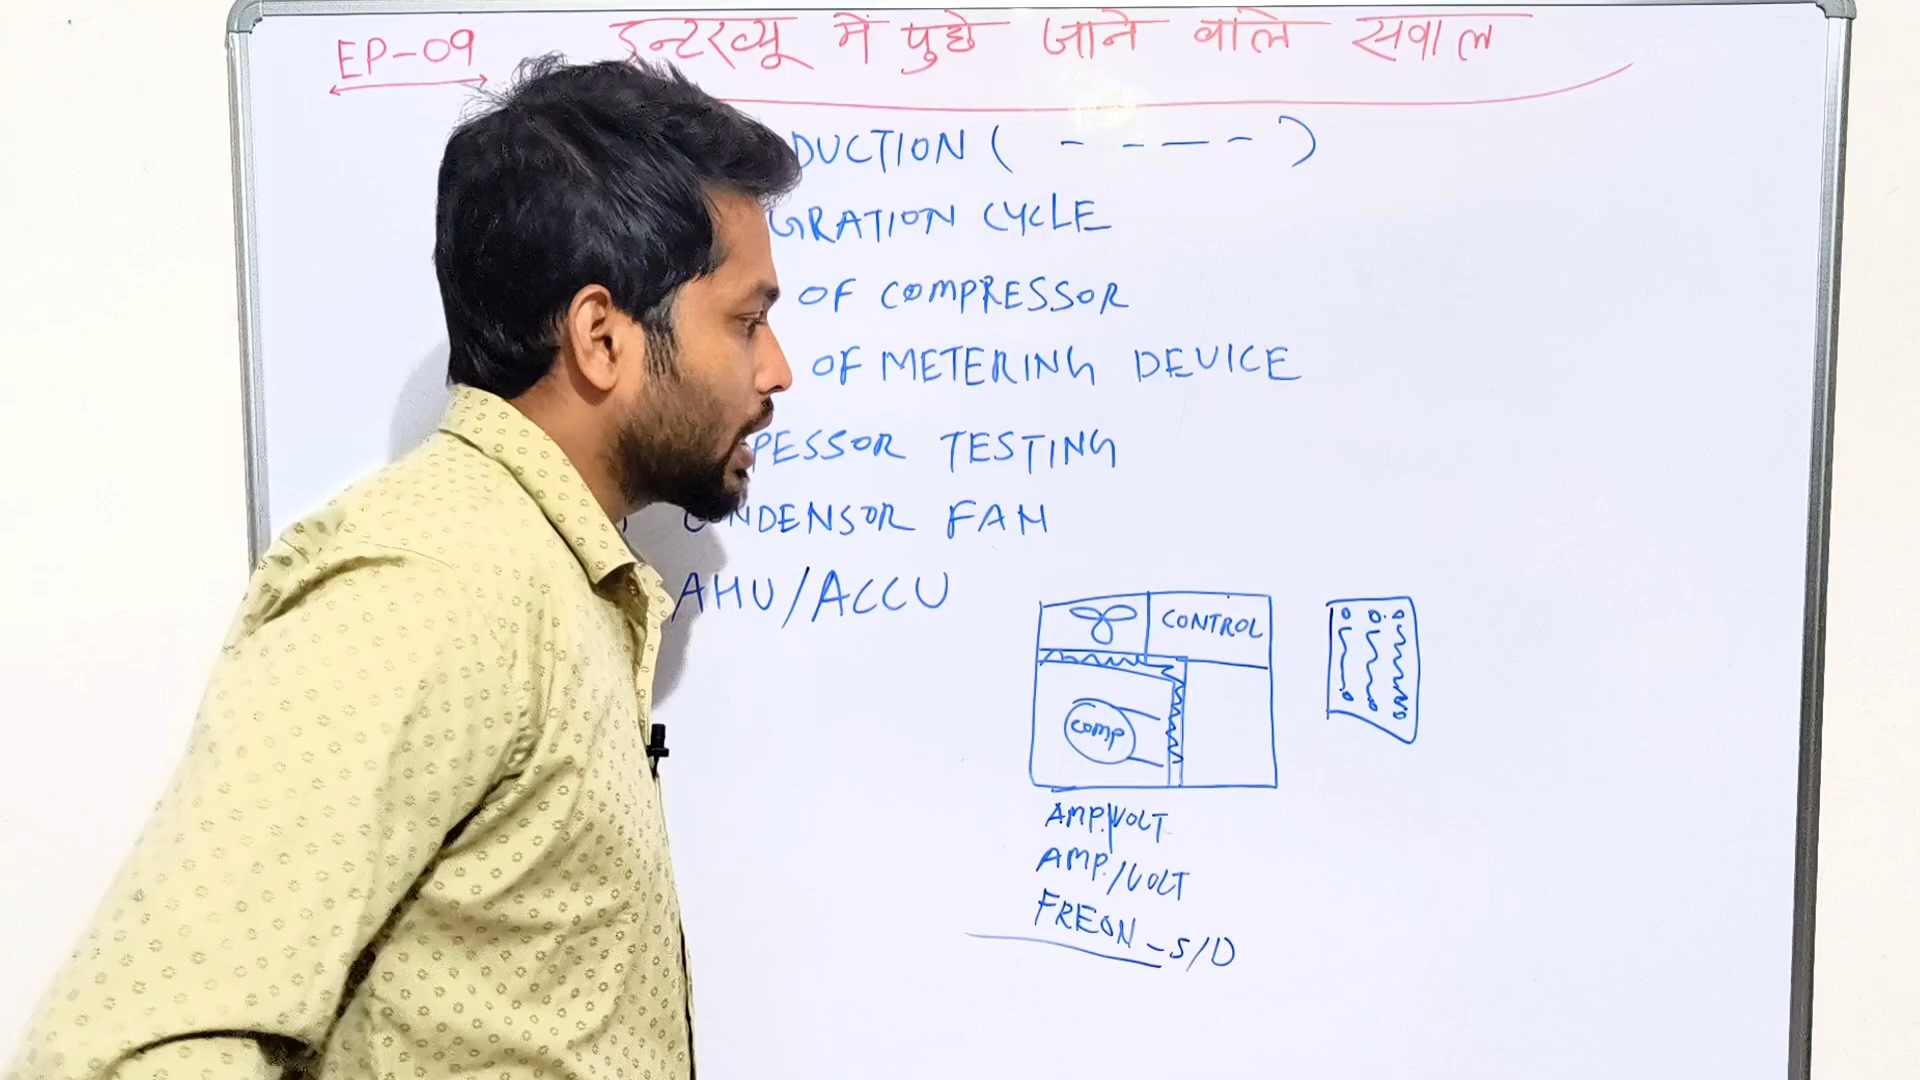 EP-09 इन्टरव्यू में पुछे जाने वाले सवाल
DUCTION ( - - - - )
GRATION CYCLE
OF COMPRESSOR
OF METERING DEVICE
PESSOR TESTING
CONDENSOR FAN
AHU/ACCU
CONTROL
comp
AMP./VOLT
AMP./VOLT
FREON - S/D